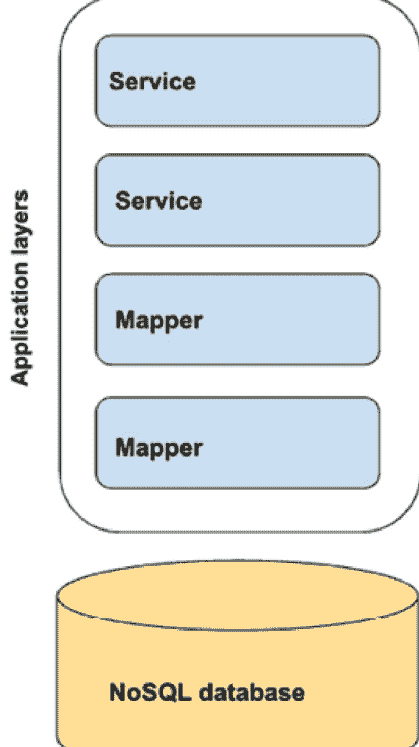 Application layers
Service
Service
Mapper
Mapper
NoSQL database